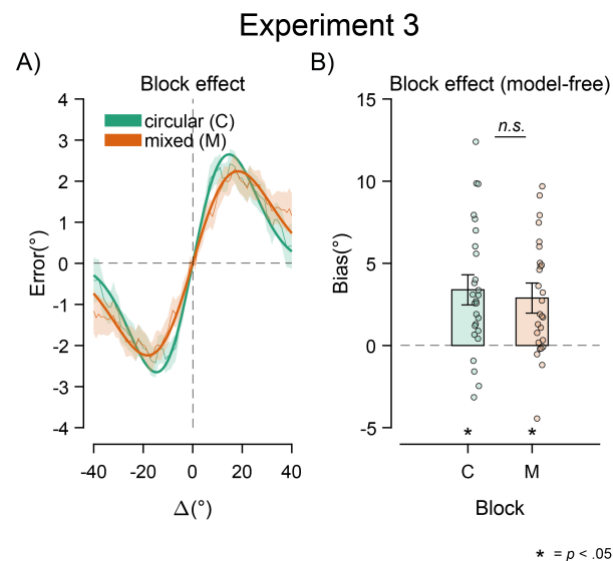 Experiment 3
A)
Block effect
circular (C)
mixed (M)
Error(°)
4
3
2
1
0
-1
-2
-3
-4
-40 -20 0 20 40
Δ(°)
B)
Block effect (model-free)
n.s.
Bias(°)
15
10
5
0
-5
* *
C M
Block
* = p < .05